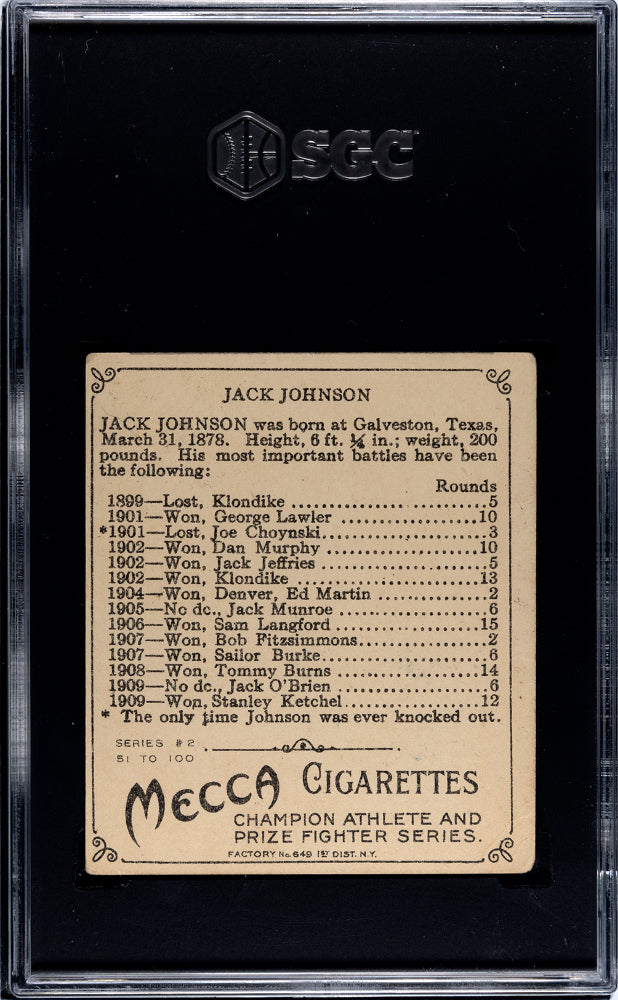 SGC
JACK JOHNSON
JACK JOHNSON was born at Galveston, Texas,
March 31, 1878. Height, 6 ft. ¼ in.; weight, 200
pounds. His most important battles have been
the following:
Rounds
1899—Lost, Klondike ........................5
1901—Won, George Lawler .................10
*1901—Lost, Joe Choynski....................3
1902—Won, Dan Murphy ...................10
1902—Won, Jack Jeffries .....................5
1902—Won, Klondike ......................13
1904—Won, Denver, Ed Martin .............2
1905—No dc., Jack Munroe ..................6
1906—Won, Sam Langford .................15
1907—Won, Bob Fitzsimmons................2
1907—Won, Sailor Burke....................6
1908—Won, Tommy Burns .................14
1909—No dc., Jack O'Brien ..................6
1909—Won, Stanley Ketchel................12
* The only time Johnson was ever knocked out.
SERIES #2
51 TO 100
MECCA CIGARETTES
CHAMPION ATHLETE AND
PRIZE FIGHTER SERIES.
FACTORY No. 649 1ST DIST. N.Y.